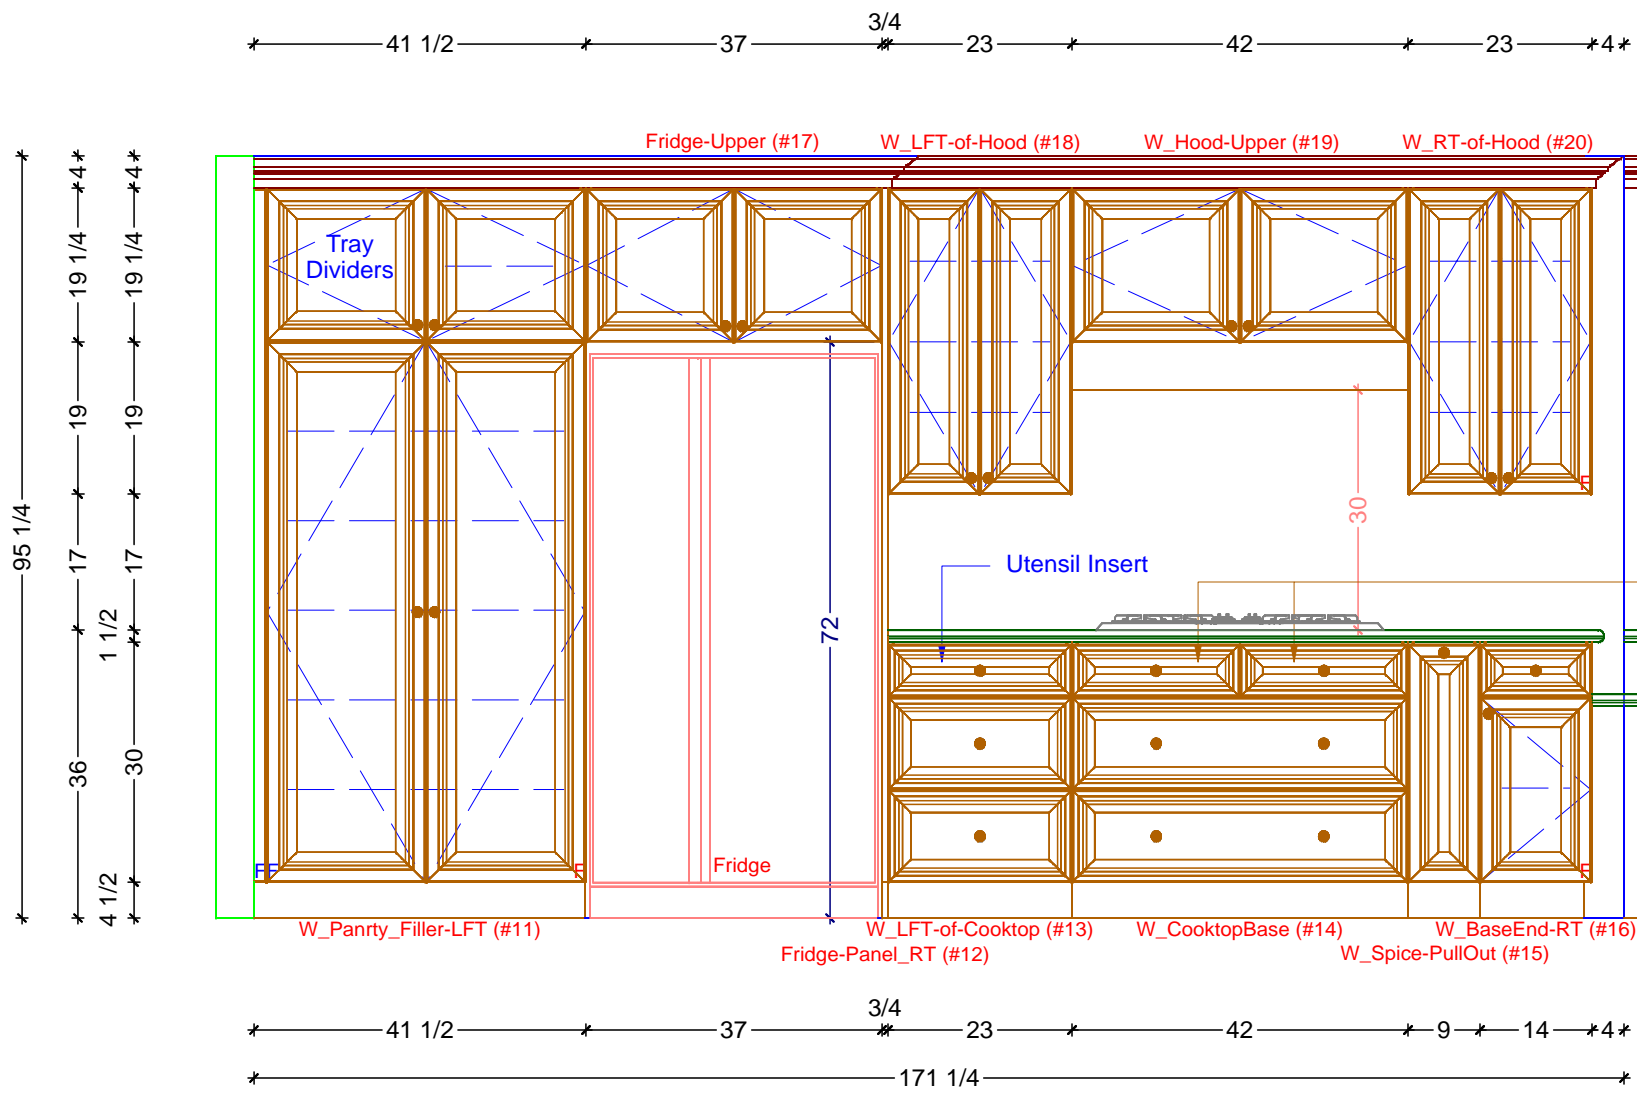 3/4
41 1/2
37
23
42
23
4
Fridge-Upper (#17)
W_LFT-of-Hood (#18)
W_Hood-Upper (#19)
W_RT-of-Hood (#20)
4
4
19 1/4
19 1/4
Tray
Dividers
19
19
F
95 1/4
30
17
17
Utensil Insert
1 1/2
72
36
30
Fridge
FF
F
F
4 1/2
W_Panrty_Filler-LFT (#11)
W_LFT-of-Cooktop (#13)
W_CooktopBase (#14)
W_BaseEnd-RT (#16)
Fridge-Panel_RT (#12)
W_Spice-PullOut (#15)
3/4
41 1/2
37
23
42
9
14
4
171 1/4